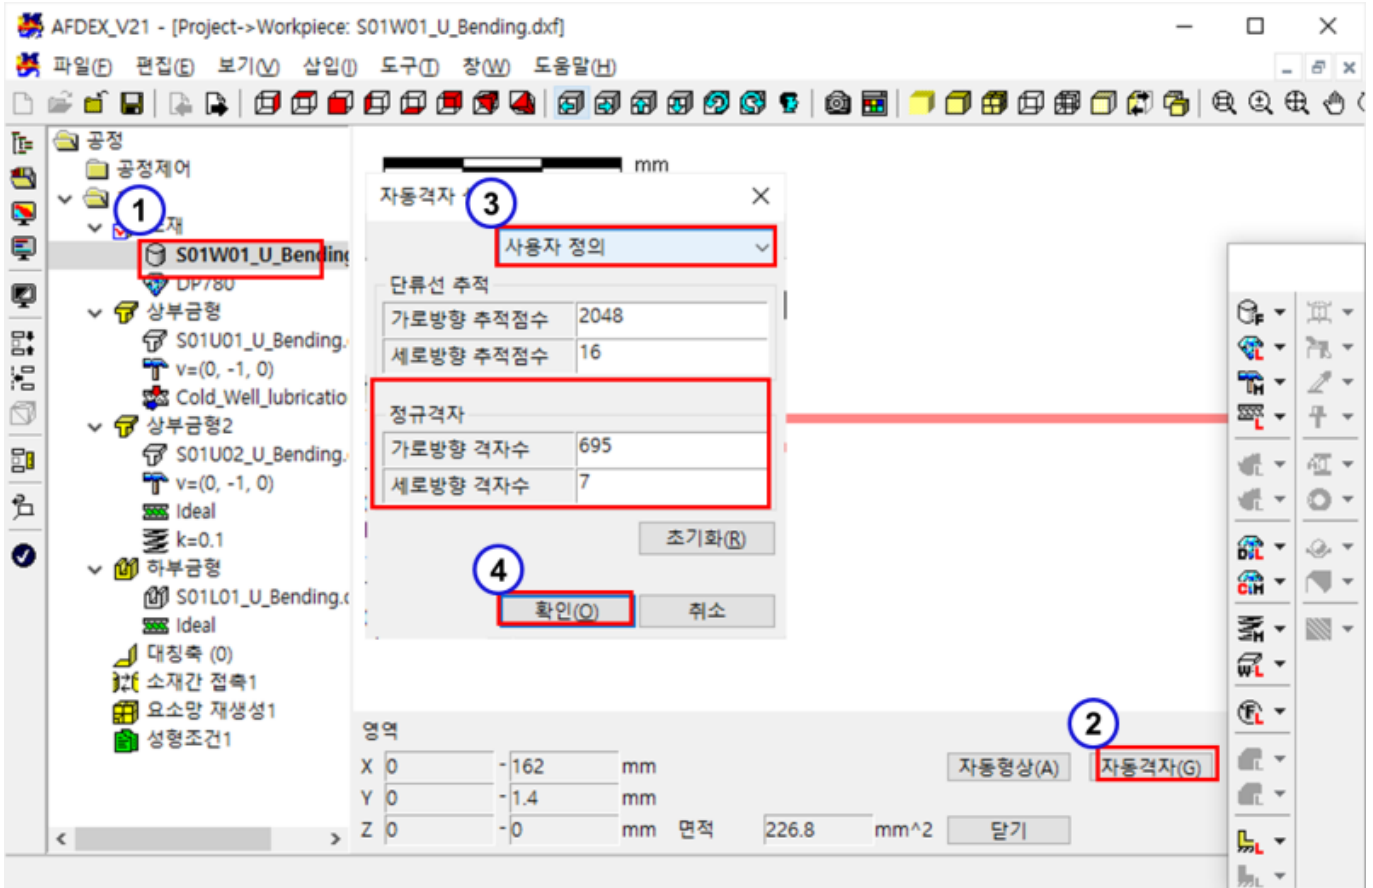 AFDEX_V21 - [Project->Workpiece: S01W01_U_Bending.dxf]
파일(F) 편집(E) 보기(V) 삽입(I) 도구(T) 창(W) 도움말(H)
공정
공정제어
1
재
S01W01_U_Bending
DP780
상부금형
S01U01_U_Bending.
v=(0, -1, 0)
Cold_Well_lubricatio
상부금형2
S01U02_U_Bending.
v=(0, -1, 0)
Ideal
k=0.1
하부금형
S01L01_U_Bending.
Ideal
대칭축 (0)
소재간 접촉1
요소망 재생성1
성형조건1
mm
자동격자
3
사용자 정의
단류선 추적
가로방향 추적점수 2048
세로방향 추적점수 16
정규격자
가로방향 격자수 695
세로방향 격자수 7
초기화(R)
4
확인(O) 취소
2
영역
X 0 - 162 mm 자동형상(A) 자동격자(G)
Y 0 - 1.4 mm
Z 0 - 0 mm 면적 226.8 mm^2 닫기